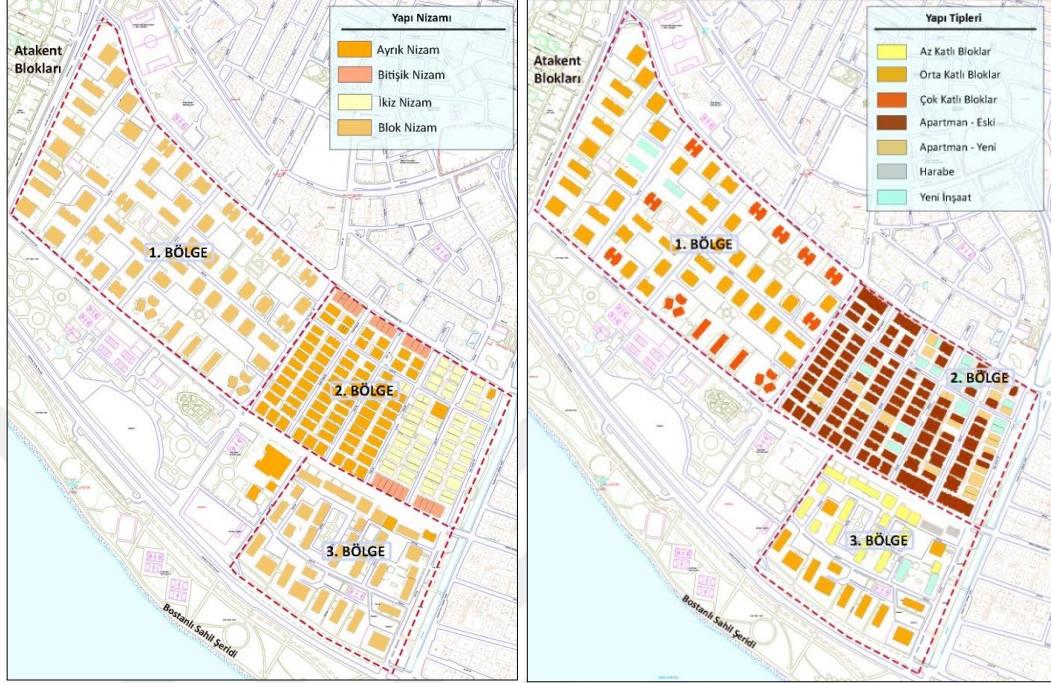 Yapı Nizamı
Ayrık Nizam
Bitişik Nizam
İkiz Nizam
Blok Nizam
Atakent
Blokları
1. BÖLGE
2. BÖLGE
3. BÖLGE
Bostanlı Sahil Şeridi
Yapı Tipleri
Az Katlı Bloklar
Orta Katlı Bloklar
Çok Katlı Bloklar
Apartman - Eski
Apartman - Yeni
Harabe
Yeni İnşaat
Atakent
Blokları
1. BÖLGE
2. BÖLGE
3. BÖLGE
Bostanlı Sahil Şeridi